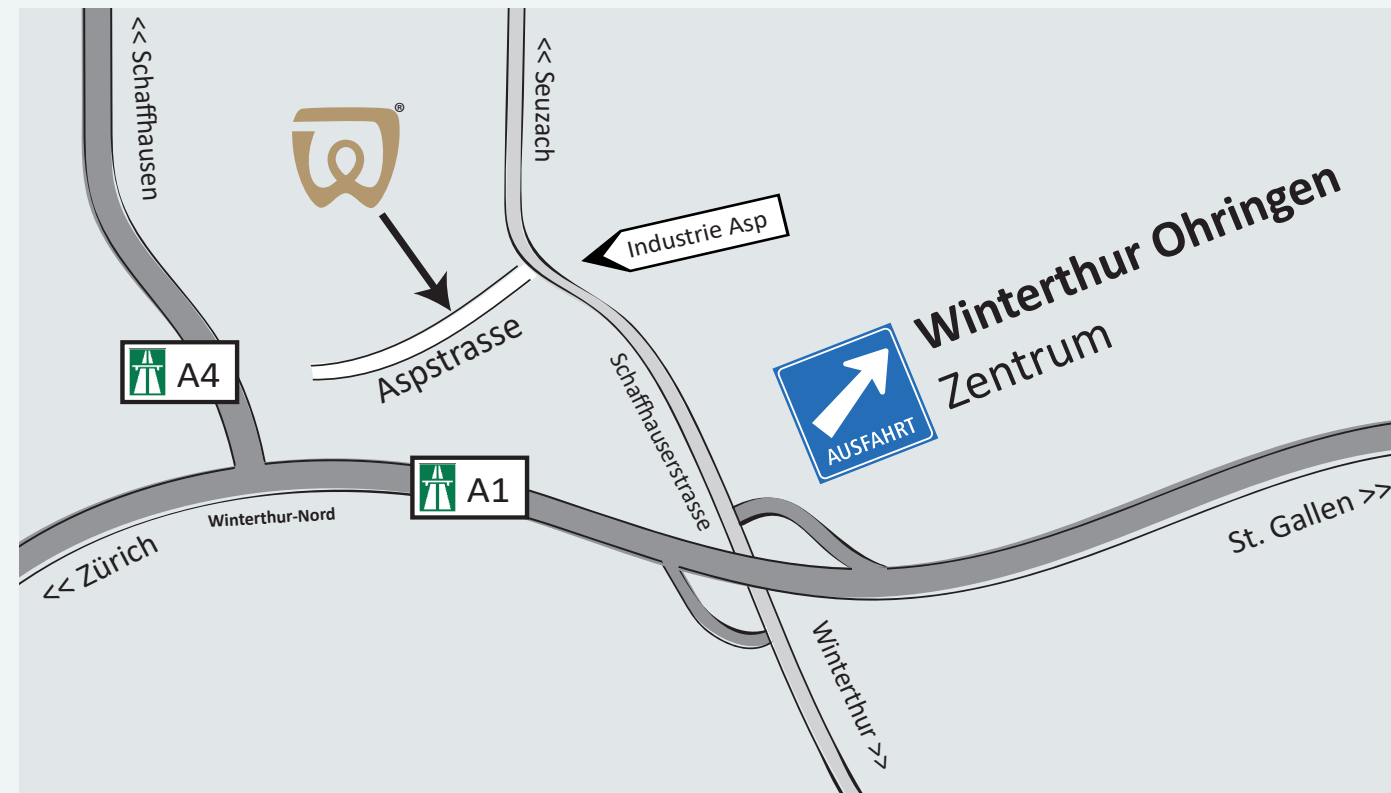 << Schaffhausen
<< Seuzach
®
Industrie Asp
Winterthur Ohringen
Zentrum
AUSFAHRT
Aspstrasse
A4
Schaffhauserstrasse
A1
Winterthur-Nord
<< Zürich
St. Gallen >>
Winterthur >>